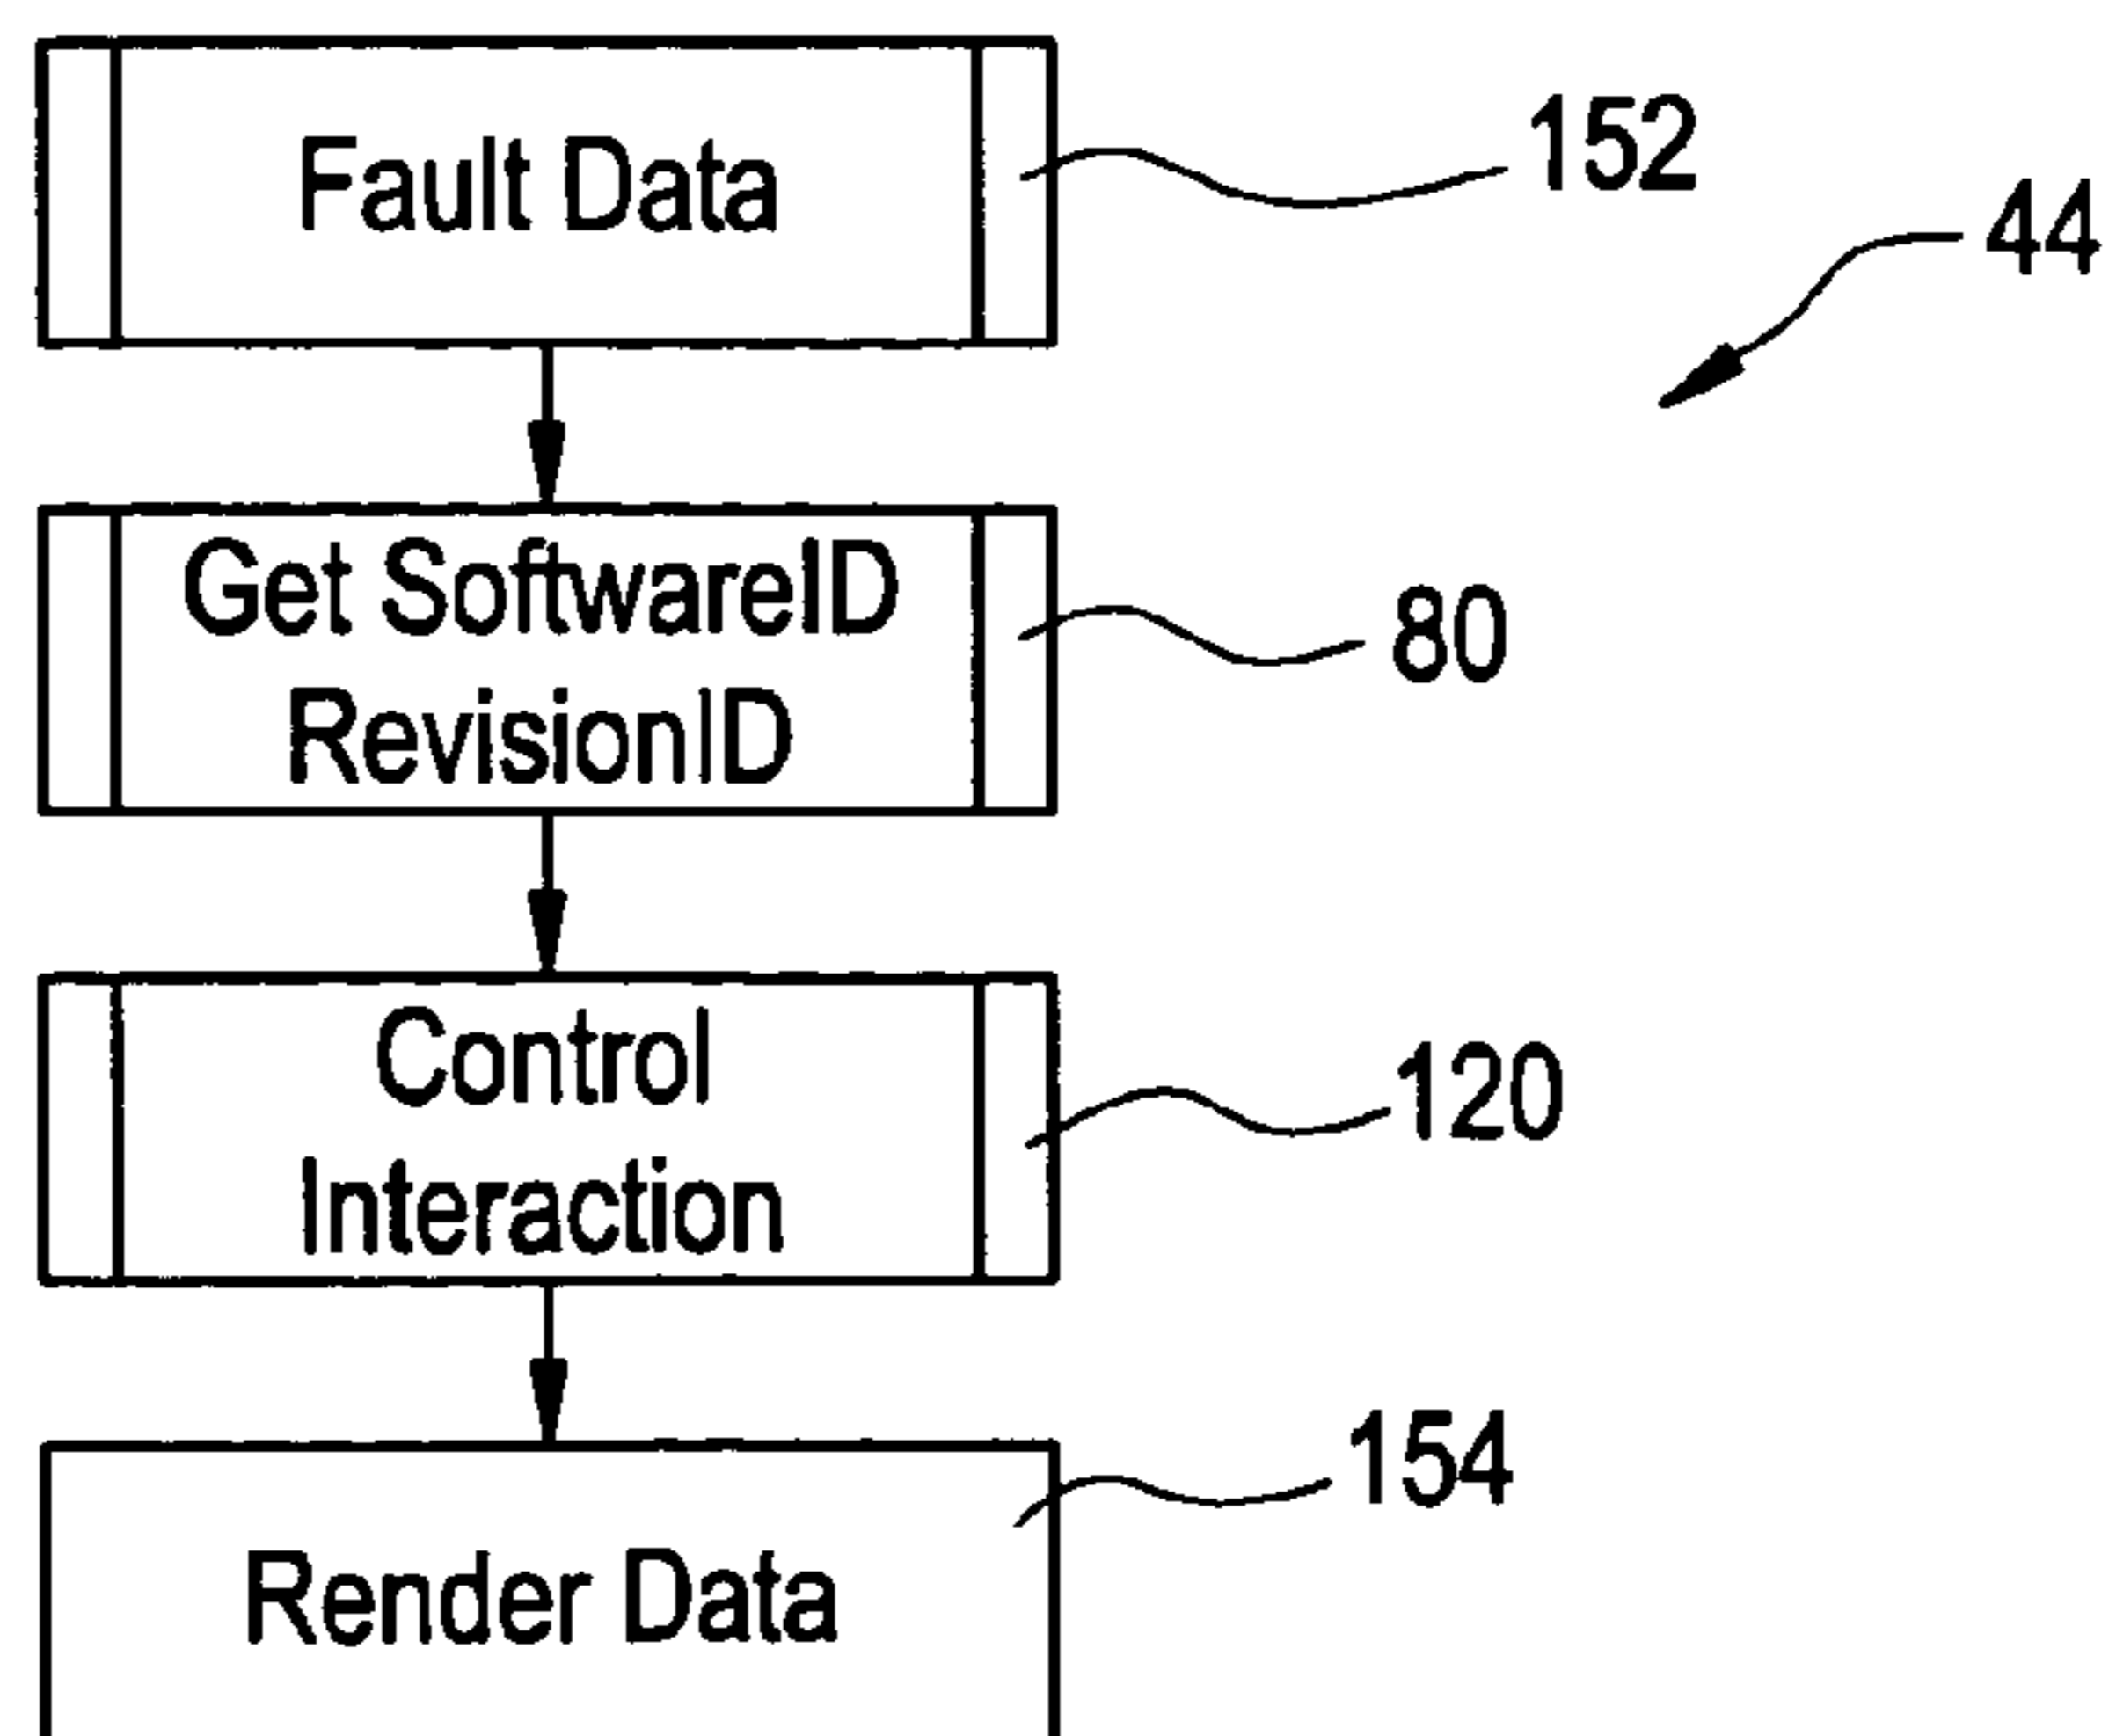 Fault Data
152
44
Get SoftwareID
RevisionID
80
Control
Interaction
120
154
Render Data